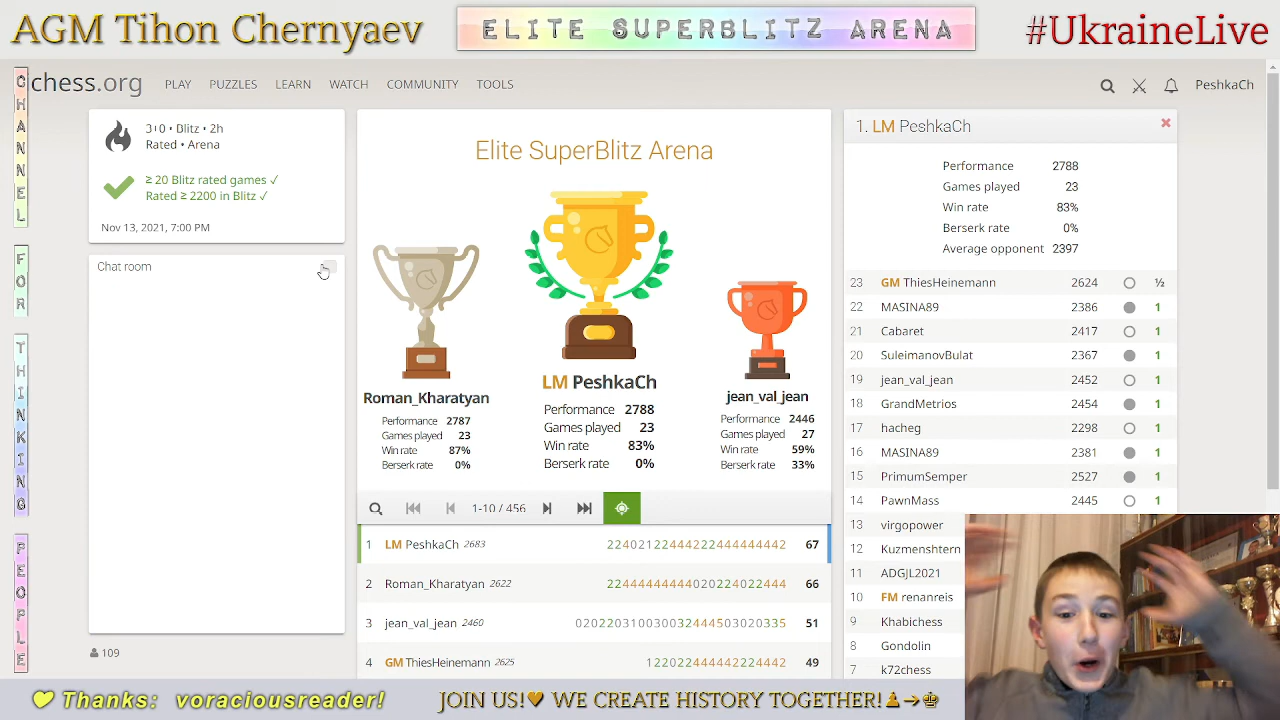 AGM Tihon Chernyaev
ELITE SUPERBLITZ ARENA
#UkraineLive
CHANNEL FOR THINKING PEOPLE
chess.org
PLAY PUZZLES LEARN WATCH COMMUNITY TOOLS
PeshkaCh
3+0 • Blitz • 2h
Rated • Arena
≥ 20 Blitz rated games ✓
Rated ≥ 2200 in Blitz ✓
Nov 13, 2021, 7:00 PM
Chat room
109
Elite SuperBlitz Arena
Roman_Kharatyan
Performance 2787
Games played 23
Win rate 87%
Berserk rate 0%
LM PeshkaCh
Performance 2788
Games played 23
Win rate 83%
Berserk rate 0%
jean_val_jean
Performance 2446
Games played 27
Win rate 59%
Berserk rate 33%
1-10 / 456
1 LM PeshkaCh 2683 22402122444222444444442 67
2 Roman_Kharatyan 2622 22444444444020224022444 66
3 jean_val_jean 2460 020220310030032444503020335 51
4 GM ThiesHeinemann 2625 12202244444224442 49
1. LM PeshkaCh
Performance 2788
Games played 23
Win rate 83%
Berserk rate 0%
Average opponent 2397
23 GM ThiesHeinemann 2624 ½
22 MASINA89 2386 1
21 Cabaret 2417 1
20 SuleimanovBulat 2367 1
19 jean_val_jean 2452 1
18 GrandMetrios 2454 1
17 hacheg 2298 1
16 MASINA89 2381 1
15 PrimumSemper 2527 1
14 PawnMass 2445 1
13 virgopower
12 Kuzmenshtern
11 ADGJL2021
10 FM renanreis
9 Khabichess
8 Gondolin
7 k72chess
Thanks: voraciousreader!
JOIN US!🧡 WE CREATE HISTORY TOGETHER!♟→♚